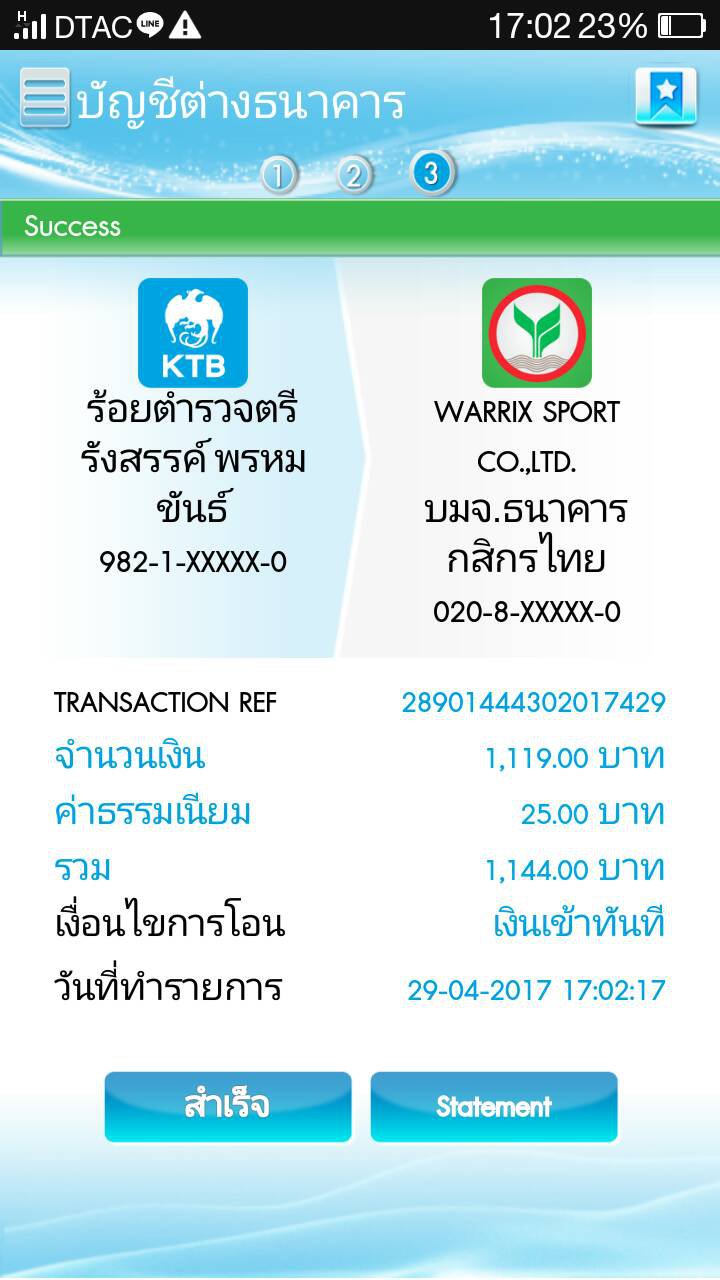 H
DTAC LINE 17:02 23%
บัญชีต่างธนาคาร
1 2 3
Success
KTB
ร้อยตำรวจตรี
รังสรรค์ พรหม
ขันธ์
982-1-XXXXX-0
WARRIX SPORT
CO.,LTD.
บมจ.ธนาคาร
กสิกรไทย
020-8-XXXXX-0
TRANSACTION REF 28901444302017429
จำนวนเงิน 1,119.00 บาท
ค่าธรรมเนียม 25.00 บาท
รวม 1,144.00 บาท
เงื่อนไขการโอน เงินเข้าทันที
วันที่ทำรายการ 29-04-2017 17:02:17
สำเร็จ Statement